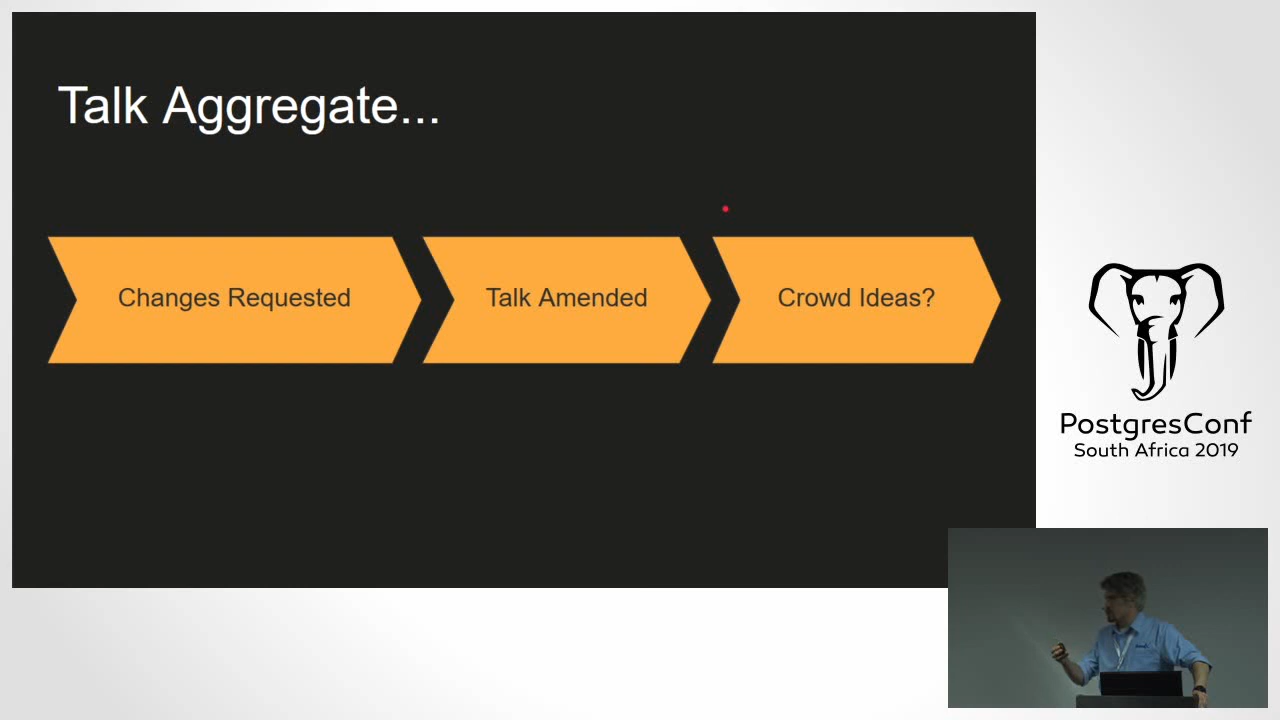 Talk Aggregate...
Changes Requested
Talk Amended
Crowd Ideas?
PostgresConf
South Africa 2019